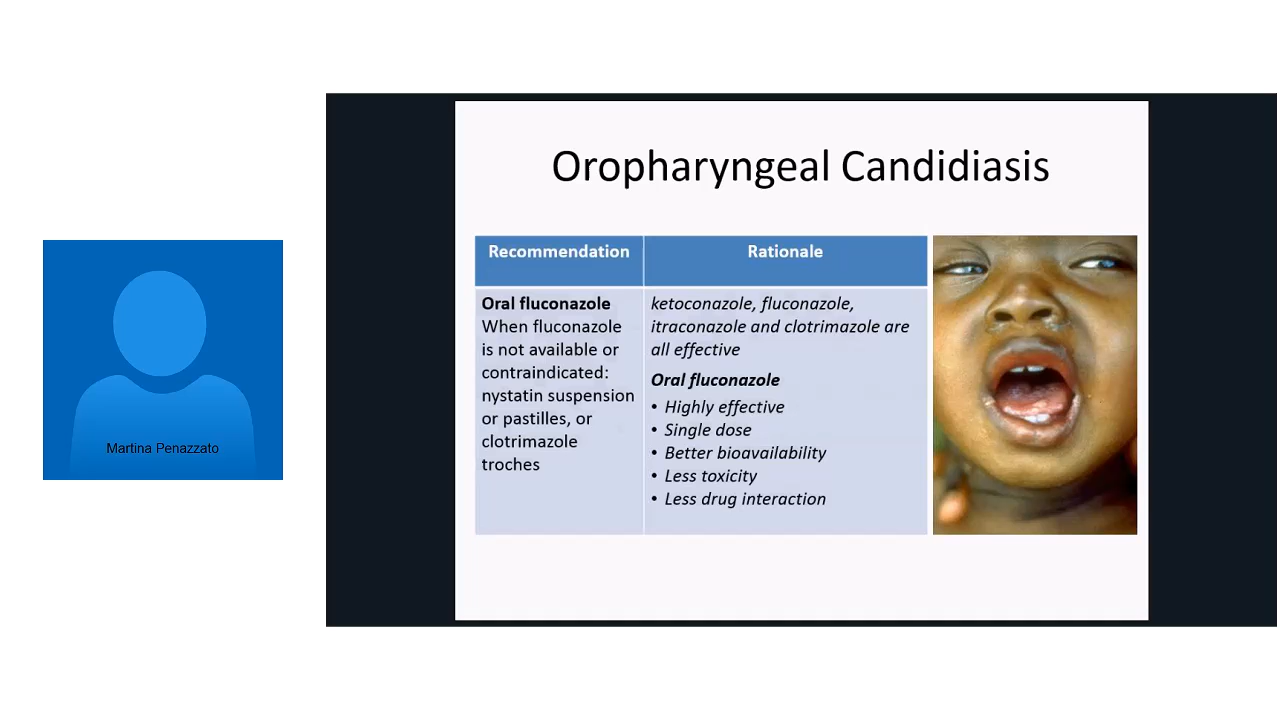 Oropharyngeal Candidiasis
Recommendation
Rationale
Oral fluconazole
When fluconazole
is not available or
contraindicated:
nystatin suspension
or pastilles, or
clotrimazole
troches
ketoconazole, fluconazole,
itraconazole and clotrimazole are
all effective
Oral fluconazole
• Highly effective
• Single dose
• Better bioavailability
• Less toxicity
• Less drug interaction
Martina Penazzato